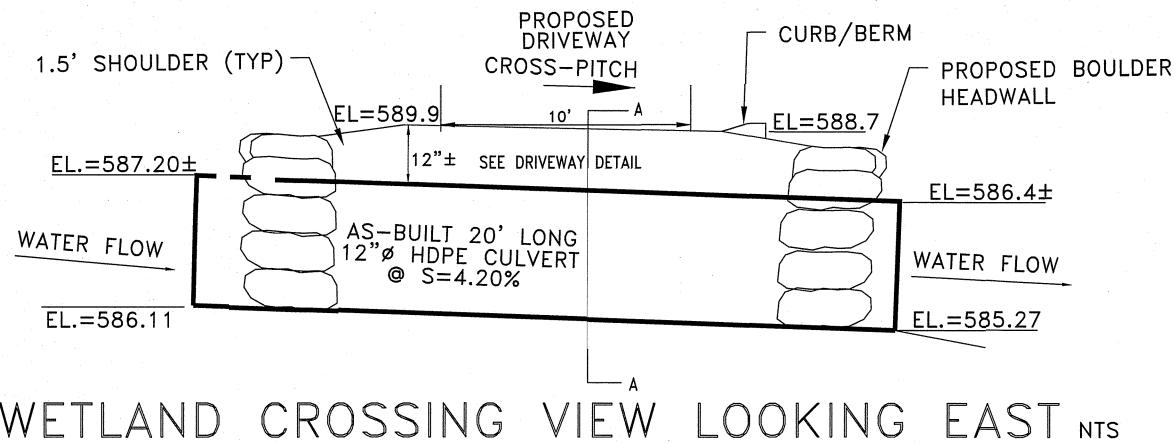 PROPOSED
DRIVEWAY
CROSS-PITCH
CURB/BERM
1.5' SHOULDER (TYP)
PROPOSED BOULDER
HEADWALL
EL=589.9
10'
A
EL=588.7
12"± SEE DRIVEWAY DETAIL
EL.=587.20±
EL=586.4±
AS-BUILT 20' LONG
12"ø HDPE CULVERT
@ S=4.20%
WATER FLOW
WATER FLOW
EL.=586.11
EL.=585.27
A
WETLAND CROSSING VIEW LOOKING EAST NTS